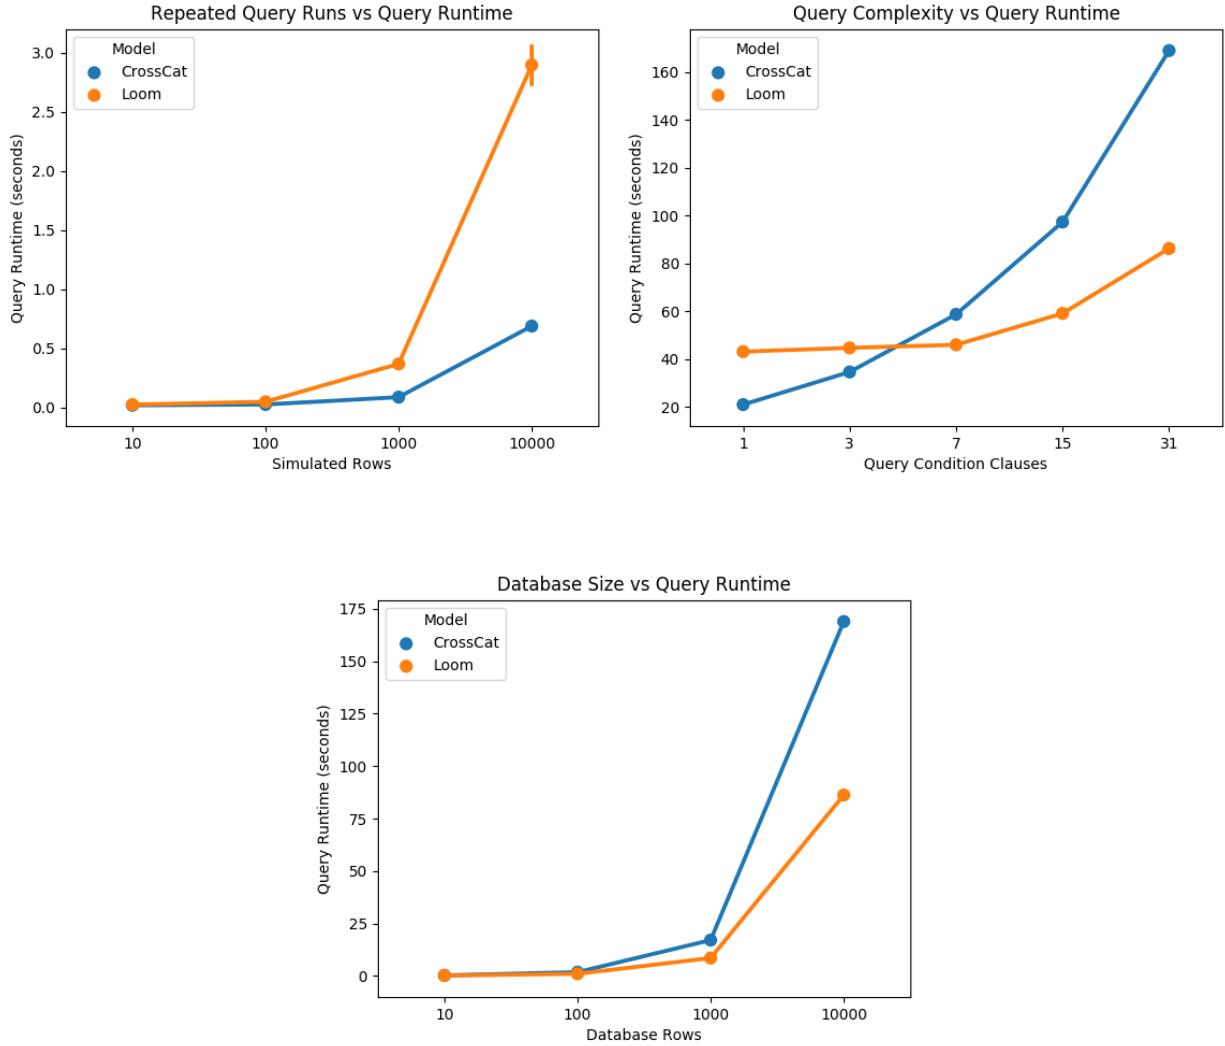 Repeated Query Runs vs Query Runtime
Model
CrossCat
Loom
3.0
2.5
2.0
1.5
1.0
0.5
0.0
Query Runtime (seconds)
10 100 1000 10000
Simulated Rows
Query Complexity vs Query Runtime
Model
CrossCat
Loom
160
140
120
100
80
60
40
20
Query Runtime (seconds)
1 3 7 15 31
Query Condition Clauses
Database Size vs Query Runtime
Model
CrossCat
Loom
175
150
125
100
75
50
25
0
Query Runtime (seconds)
10 100 1000 10000
Database Rows